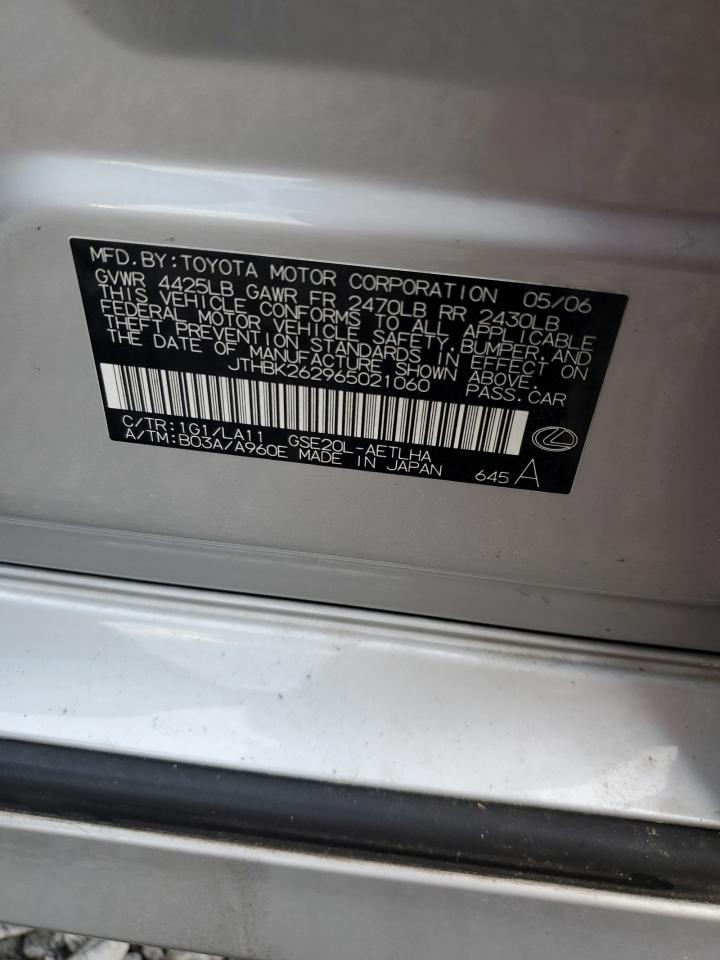 MFD.BY:TOYOTA MOTOR CORPORATION 05/06
GVWR 4425LB GAWR FR 2470LB RR 2430LB
THIS VEHICLE CONFORMS TO ALL APPLICABLE
FEDERAL MOTOR VEHICLE SAFETY,BUMPER,AND
THEFT PREVENTION STANDARDS IN EFFECT ON
THE DATE OF MANUFACTURE SHOWN ABOVE.
JTHBK262965021060 PASS.CAR
C/TR:1G1/LA11 GSE20L-AETLHA
A/TM:B03A/A960E MADE IN JAPAN 645 A